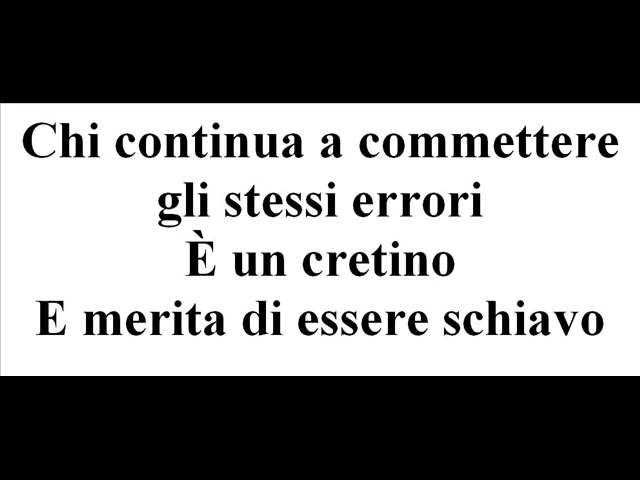 Chi continua a commettere
gli stessi errori
È un cretino
E merita di essere schiavo